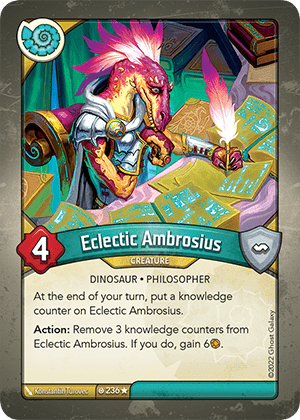 Eclectic Ambrosius
4
CREATURE
DINOSAUR • PHILOSOPHER
At the end of your turn, put a knowledge
counter on Eclectic Ambrosius.
Action: Remove 3 knowledge counters from
Eclectic Ambrosius. If you do, gain 6.
Konstantin Turovec
236
©2022 Ghost Galaxy